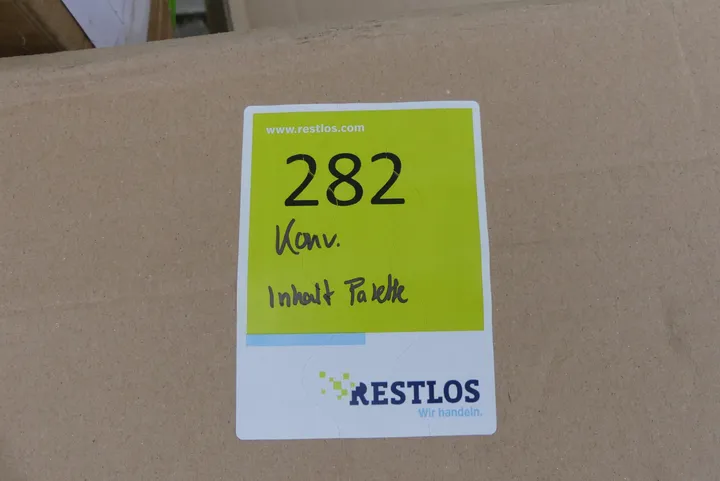 www.restlos.com
282
Konv.
Inhalt Palette
RESTLOS
Wir handeln.